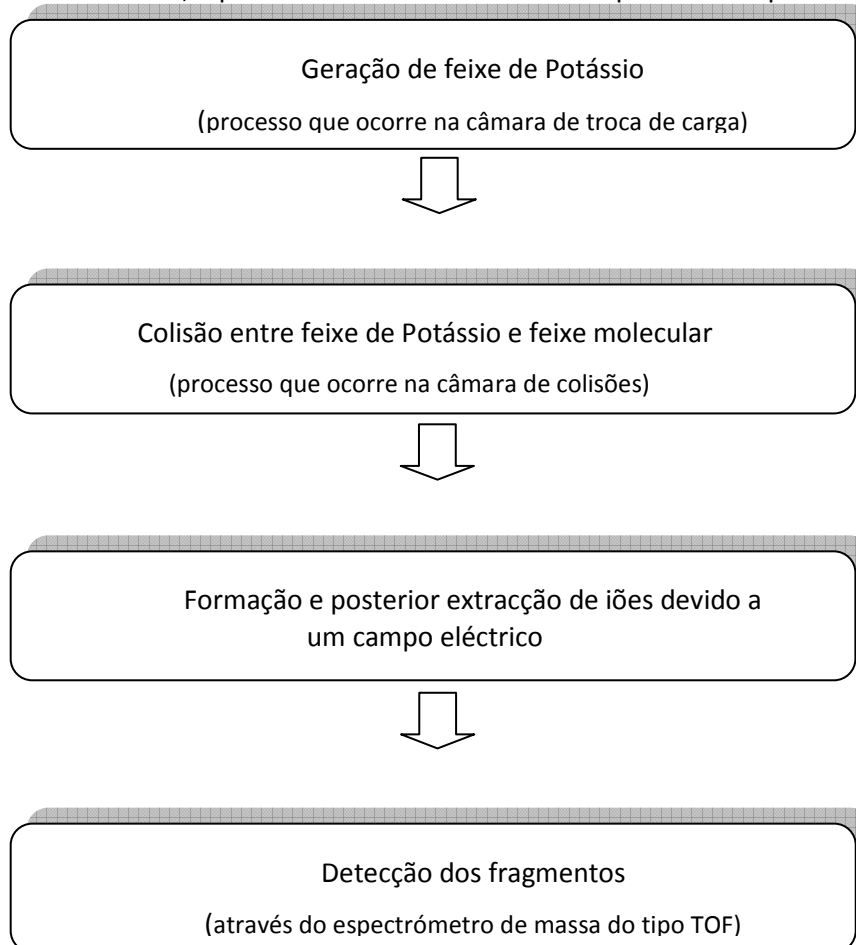 Geração de feixe de Potássio
(processo que ocorre na câmara de troca de carga)
Colisão entre feixe de Potássio e feixe molecular
(processo que ocorre na câmara de colisões)
Formação e posterior extracção de iões devido a
um campo eléctrico
Detecção dos fragmentos
(através do espectrómetro de massa do tipo TOF)